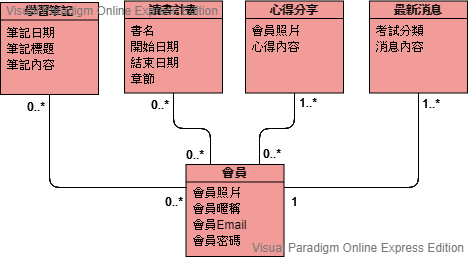 Visual Paradigm Online Express Edition
學習筆記
筆記日期
筆記標題
筆記內容
讀書計畫
書名
開始日期
結束日期
章節
心得分享
會員照片
心得內容
最新消息
考試分類
消息內容
0..*
0..*
1..*
1..*
0..*
0..*
0..*
1
會員
會員照片
會員暱稱
會員Email
會員密碼
Visual Paradigm Online Express Edition